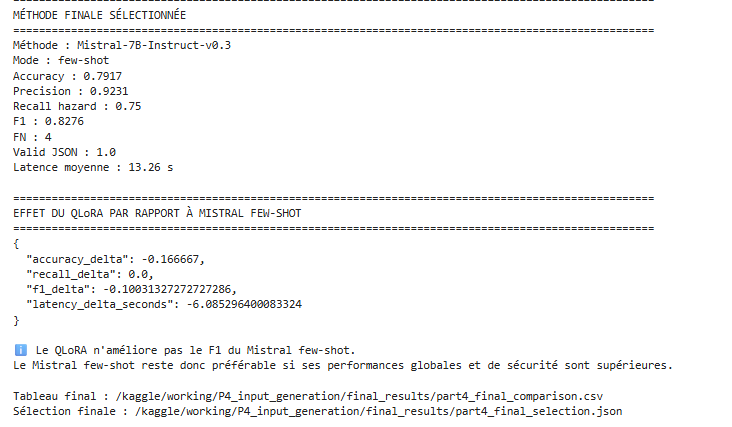 ====================================================================================================
MÉTHODE FINALE SÉLECTIONNÉE
====================================================================================================
Méthode : Mistral-7B-Instruct-v0.3
Mode : few-shot
Accuracy : 0.7917
Precision : 0.9231
Recall hazard : 0.75
F1 : 0.8276
FN : 4
Valid JSON : 1.0
Latence moyenne : 13.26 s
====================================================================================================
EFFET DU QLoRA PAR RAPPORT À MISTRAL FEW-SHOT
====================================================================================================
{
  "accuracy_delta": -0.166667,
  "recall_delta": 0.0,
  "f1_delta": -0.10031327272727286,
  "latency_delta_seconds": -6.085296400083324
}
ℹ️ Le QLoRA n'améliore pas le F1 du Mistral few-shot.
Le Mistral few-shot reste donc préférable si ses performances globales et de sécurité sont supérieures.
Tableau final : /kaggle/working/P4_input_generation/final_results/part4_final_comparison.csv
Sélection finale : /kaggle/working/P4_input_generation/final_results/part4_final_selection.json